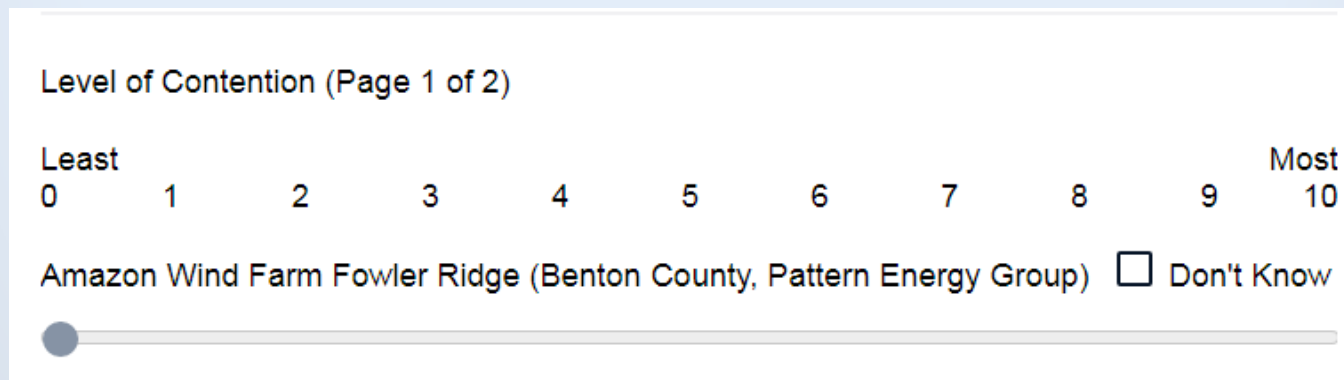 Level of Contention (Page 1 of 2)
Least Most
0 1 2 3 4 5 6 7 8 9 10
Amazon Wind Farm Fowler Ridge (Benton County, Pattern Energy Group) Don't Know